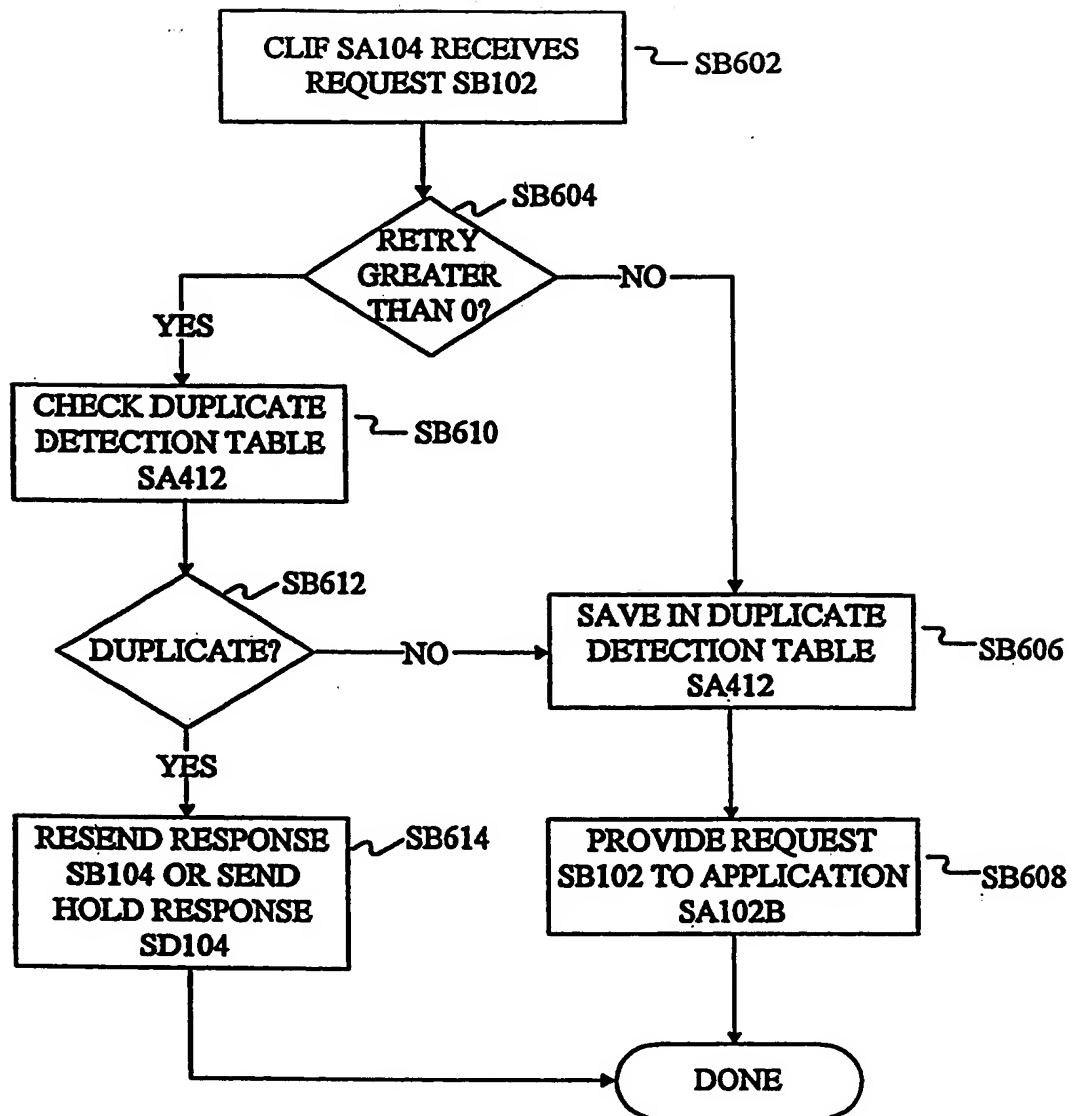 CLIF SA104 RECEIVES
REQUEST SB102
SB602
SB604
RETRY
GREATER
THAN 0?
NO
YES
CHECK DUPLICATE
DETECTION TABLE
SA412
SB610
SB612
DUPLICATE?
NO
SAVE IN DUPLICATE
DETECTION TABLE
SA412
SB606
YES
RESEND RESPONSE
SB104 OR SEND
HOLD RESPONSE
SD104
SB614
PROVIDE REQUEST
SB102 TO APPLICATION
SA102B
SB608
DONE